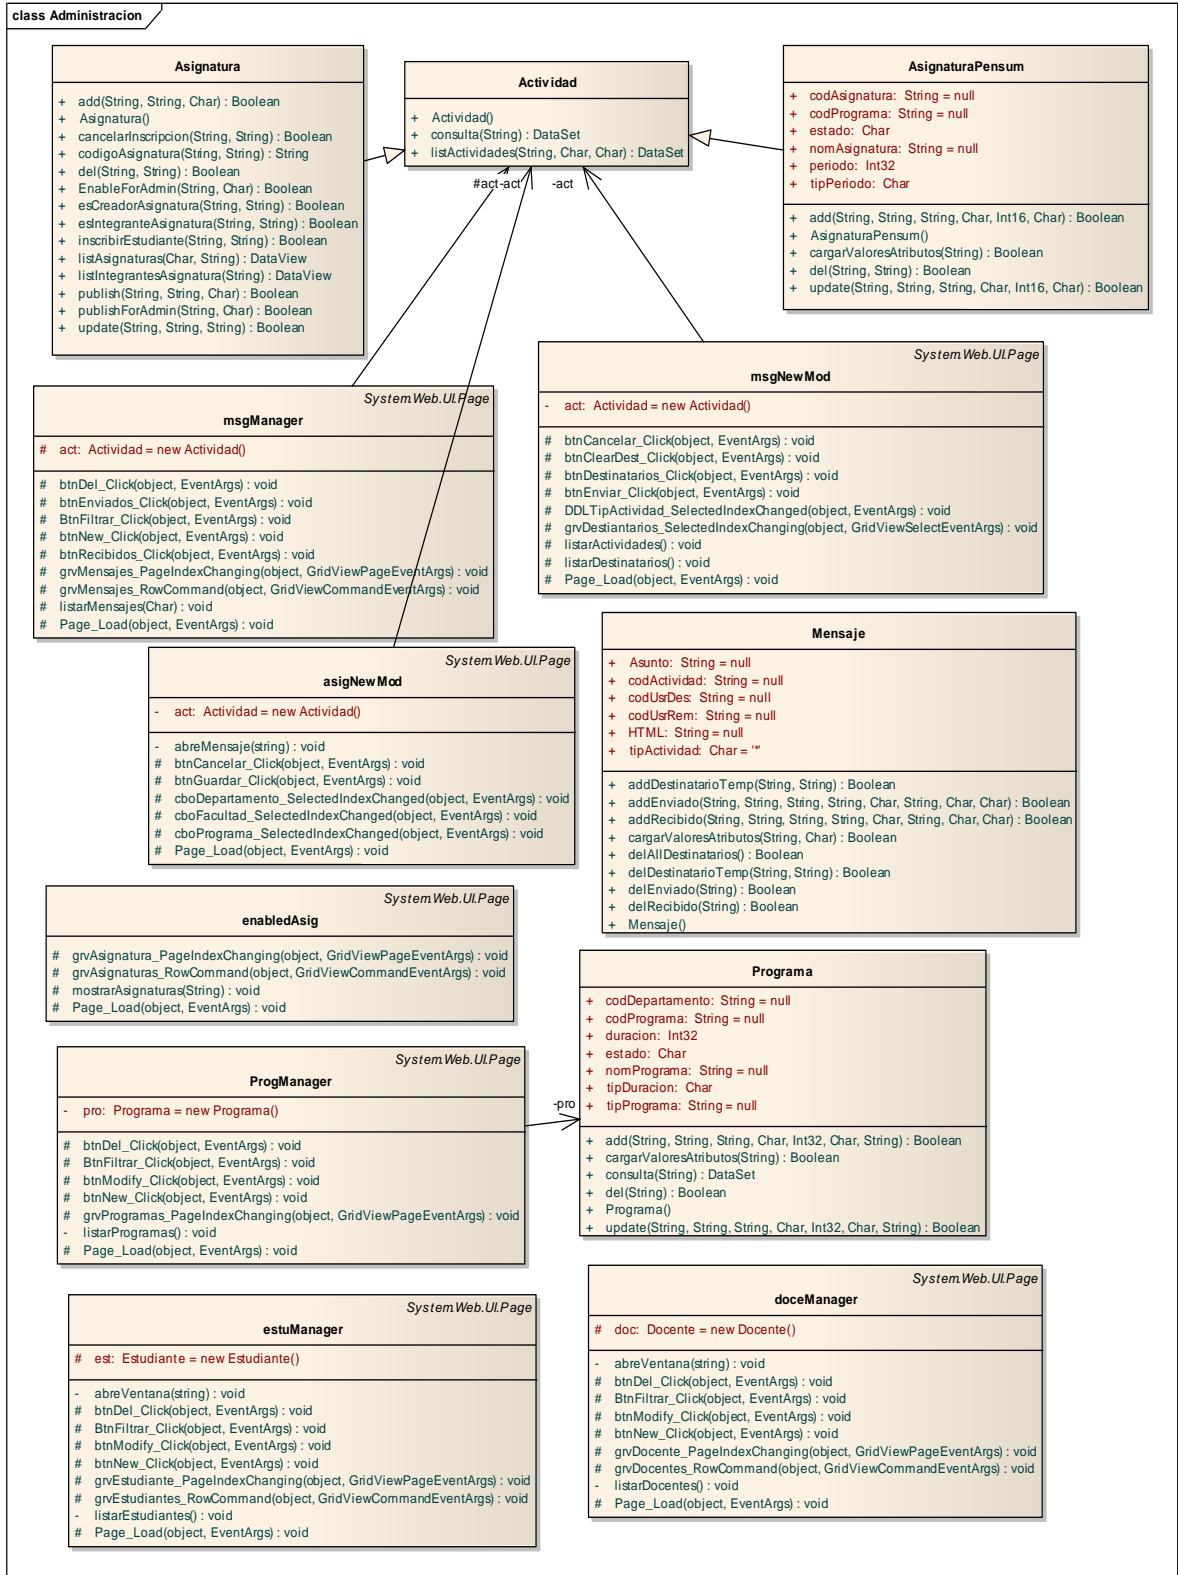 class Administracion
Asignatura
+ add(String, String, Char) : Boolean
+ Asignatura()
+ cancelarInscripcion(String, String) : Boolean
+ codigoAsignatura(String, String) : String
+ del(String, String) : Boolean
+ EnableForAdmin(String, Char) : Boolean
+ esCreadorAsignatura(String, String) : Boolean
+ esIntegranteAsignatura(String, String) : Boolean
+ inscribirEstudiante(String, String) : Boolean
+ listAsignaturas(Char, String) : DataView
+ listIntegrantesAsignatura(String) : DataView
+ publish(String, String, Char) : Boolean
+ publishForAdmin(String, Char) : Boolean
+ update(String, String, String) : Boolean
Actividad
+ Actividad()
+ consulta(String) : DataSet
+ listActividades(String, Char, Char) : DataSet
#act
-act
-act
AsignaturaPensum
+ codAsignatura: String = null
+ codPrograma: String = null
+ estado: Char
+ nomAsignatura: String = null
+ periodo: Int32
+ tipPeriodo: Char
+ add(String, String, String, Char, Int16, Char) : Boolean
+ AsignaturaPensum()
+ cargarValoresAtributos(String) : Boolean
+ del(String, String) : Boolean
+ update(String, String, String, Char, Int16, Char) : Boolean
System.Web.UI.Page
msgManager
# act: Actividad = new Actividad()
# btnDel_Click(object, EventArgs) : void
# btnEnviados_Click(object, EventArgs) : void
# BtnFiltrar_Click(object, EventArgs) : void
# btnNew_Click(object, EventArgs) : void
# btnRecibidos_Click(object, EventArgs) : void
# grvMensajes_PageIndexChanging(object, GridViewPageEventArgs) : void
# grvMensajes_RowCommand(object, GridViewCommandEventArgs) : void
# listarMensajes(Char) : void
# Page_Load(object, EventArgs) : void
System.Web.UI.Page
msgNewMod
- act: Actividad = new Actividad()
# btnCancelar_Click(object, EventArgs) : void
# btnClearDest_Click(object, EventArgs) : void
# btnDestinatarios_Click(object, EventArgs) : void
# btnEnviar_Click(object, EventArgs) : void
# DDLTipActividad_SelectedIndexChanged(object, EventArgs) : void
# grvDestiantarios_SelectedIndexChanging(object, GridViewSelectEventArgs) : void
# listarActividades() : void
# listarDestinatarios() : void
# Page_Load(object, EventArgs) : void
System.Web.UI.Page
asigNewMod
- act: Actividad = new Actividad()
- abreMensaje(string) : void
# btnCancelar_Click(object, EventArgs) : void
# btnGuardar_Click(object, EventArgs) : void
# cboDepartamento_SelectedIndexChanged(object, EventArgs) : void
# cboFacultad_SelectedIndexChanged(object, EventArgs) : void
# cboPrograma_SelectedIndexChanged(object, EventArgs) : void
# Page_Load(object, EventArgs) : void
Mensaje
+ Asunto: String = null
+ codActividad: String = null
+ codUsrDes: String = null
+ codUsrRem: String = null
+ HTML: String = null
+ tipActividad: Char = '*'
+ addDestinatarioTemp(String, String) : Boolean
+ addEnviado(String, String, String, String, Char, String, Char, Char) : Boolean
+ addRecibido(String, String, String, String, Char, String, Char, Char) : Boolean
+ cargarValoresAtributos(String, Char) : Boolean
+ delAllDestinatarios() : Boolean
+ delDestinatarioTemp(String, String) : Boolean
+ delEnviado(String) : Boolean
+ delRecibido(String) : Boolean
+ Mensaje()
System.Web.UI.Page
enabledAsig
# grvAsignatura_PageIndexChanging(object, GridViewPageEventArgs) : void
# grvAsignaturas_RowCommand(object, GridViewCommandEventArgs) : void
# mostrarAsignaturas(String) : void
# Page_Load(object, EventArgs) : void
Programa
+ codDepartamento: String = null
+ codPrograma: String = null
+ duracion: Int32
+ estado: Char
+ nomPrograma: String = null
+ tipDuracion: Char
+ tipPrograma: String = null
+ add(String, String, String, Char, Int32, Char, String) : Boolean
+ cargarValoresAtributos(String) : Boolean
+ consulta(String) : DataSet
+ del(String) : Boolean
+ Programa()
+ update(String, String, String, Char, Int32, Char, String) : Boolean
System.Web.UI.Page
ProgManager
- pro: Programa = new Programa()
# btnDel_Click(object, EventArgs) : void
# BtnFiltrar_Click(object, EventArgs) : void
# btnModify_Click(object, EventArgs) : void
# btnNew_Click(object, EventArgs) : void
# grvProgramas_PageIndexChanging(object, GridViewPageEventArgs) : void
- listarProgramas() : void
# Page_Load(object, EventArgs) : void
-pro
System.Web.UI.Page
estuManager
# est: Estudiante = new Estudiante()
- abreVentana(string) : void
# btnDel_Click(object, EventArgs) : void
# BtnFiltrar_Click(object, EventArgs) : void
# btnModify_Click(object, EventArgs) : void
# btnNew_Click(object, EventArgs) : void
# grvEstudiante_PageIndexChanging(object, GridViewPageEventArgs) : void
# grvEstudiantes_RowCommand(object, GridViewCommandEventArgs) : void
- listarEstudiantes() : void
# Page_Load(object, EventArgs) : void
System.Web.UI.Page
doceManager
# doc: Docente = new Docente()
- abreVentana(string) : void
# btnDel_Click(object, EventArgs) : void
# BtnFiltrar_Click(object, EventArgs) : void
# btnModify_Click(object, EventArgs) : void
# btnNew_Click(object, EventArgs) : void
# grvDocente_PageIndexChanging(object, GridViewPageEventArgs) : void
# grvDocentes_RowCommand(object, GridViewCommandEventArgs) : void
- listarDocentes() : void
# Page_Load(object, EventArgs) : void